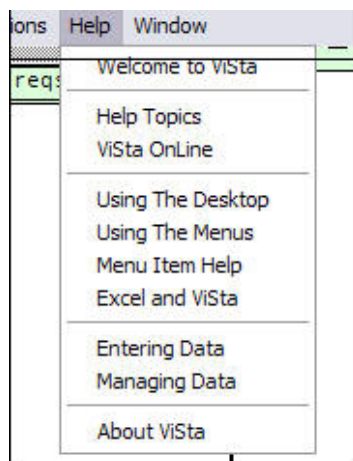 ions Help Window
Welcome to ViSta
reqs
Help Topics
ViSta OnLine
Using The Desktop
Using The Menus
Menu Item Help
Excel and ViSta
Entering Data
Managing Data
About ViSta